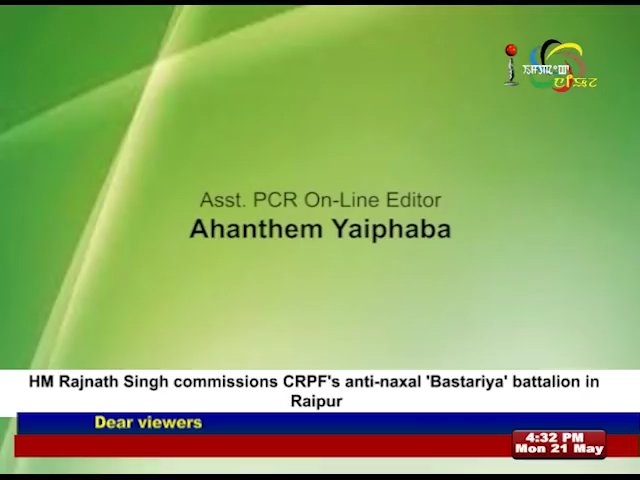 Asst. PCR On-Line Editor
Ahanthem Yaiphaba
HM Rajnath Singh commissions CRPF's anti-naxal 'Bastariya' battalion in
Raipur
Dear viewers
4:32 PM
Mon 21 May